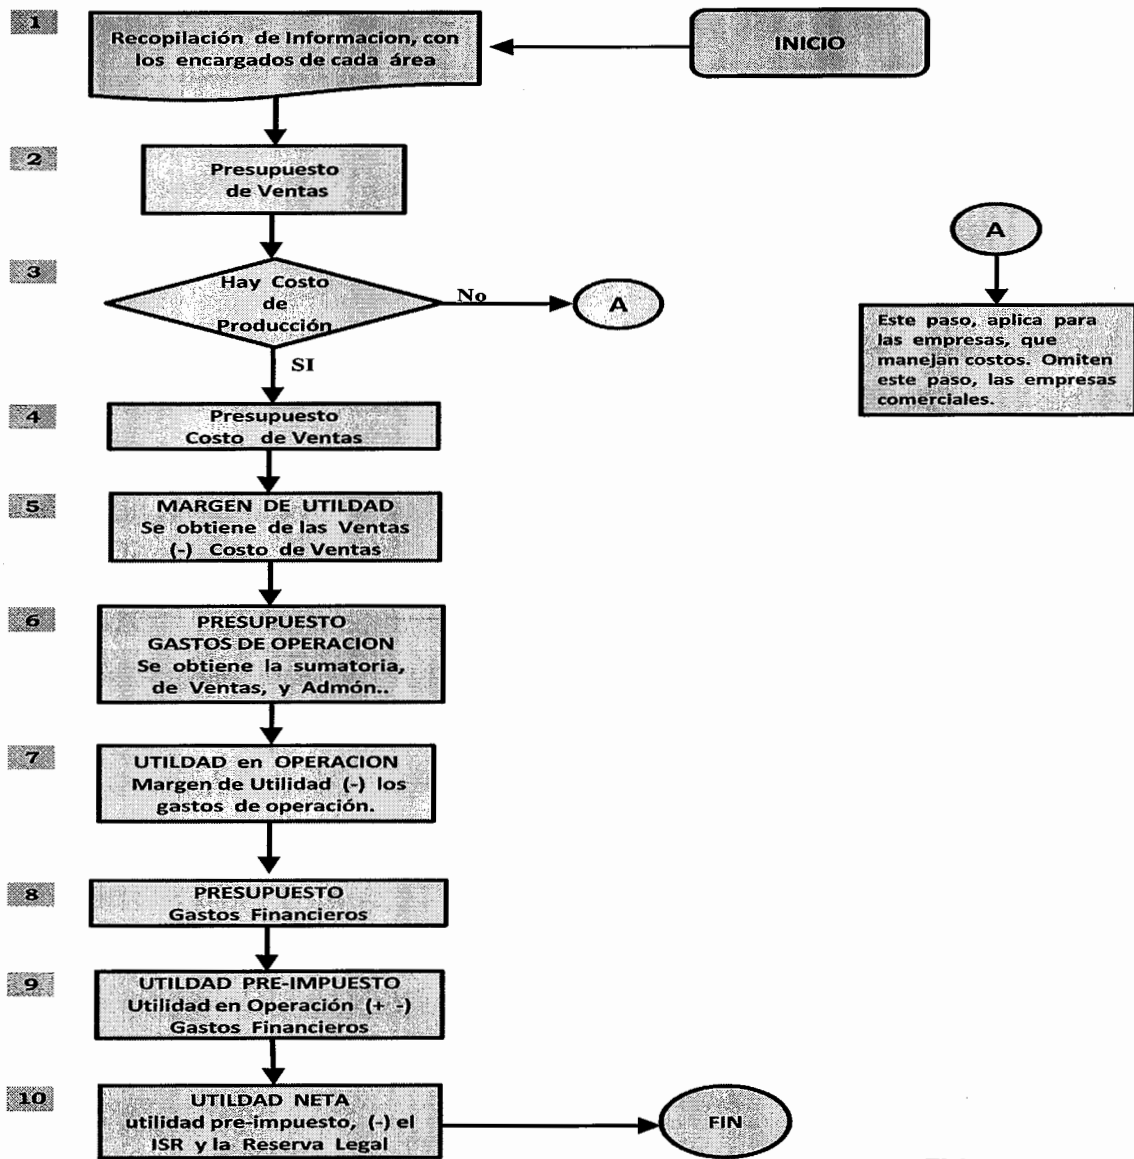 1
Recopilación de Informacion, con
los encargados de cada área
INICIO
2
Presupuesto
de Ventas
3
Hay Costo
de
Producción
No
A
SI
A
Este paso, aplica para
las empresas, que
manejan costos. Omiten
este paso, las empresas
comerciales.
4
Presupuesto
Costo de Ventas
5
MARGEN DE UTILDAD
Se obtiene de las Ventas
(-) Costo de Ventas
6
PRESUPUESTO
GASTOS DE OPERACION
Se obtiene la sumatoria,
de Ventas, y Admón..
7
UTILDAD en OPERACION
Margen de Utilidad (-) los
gastos de operación.
8
PRESUPUESTO
Gastos Financieros
9
UTILDAD PRE-IMPUESTO
Utilidad en Operación (+ -)
Gastos Financieros
10
UTILDAD NETA
utilidad pre-impuesto, (-) el
ISR y la Reserva Legal
FIN